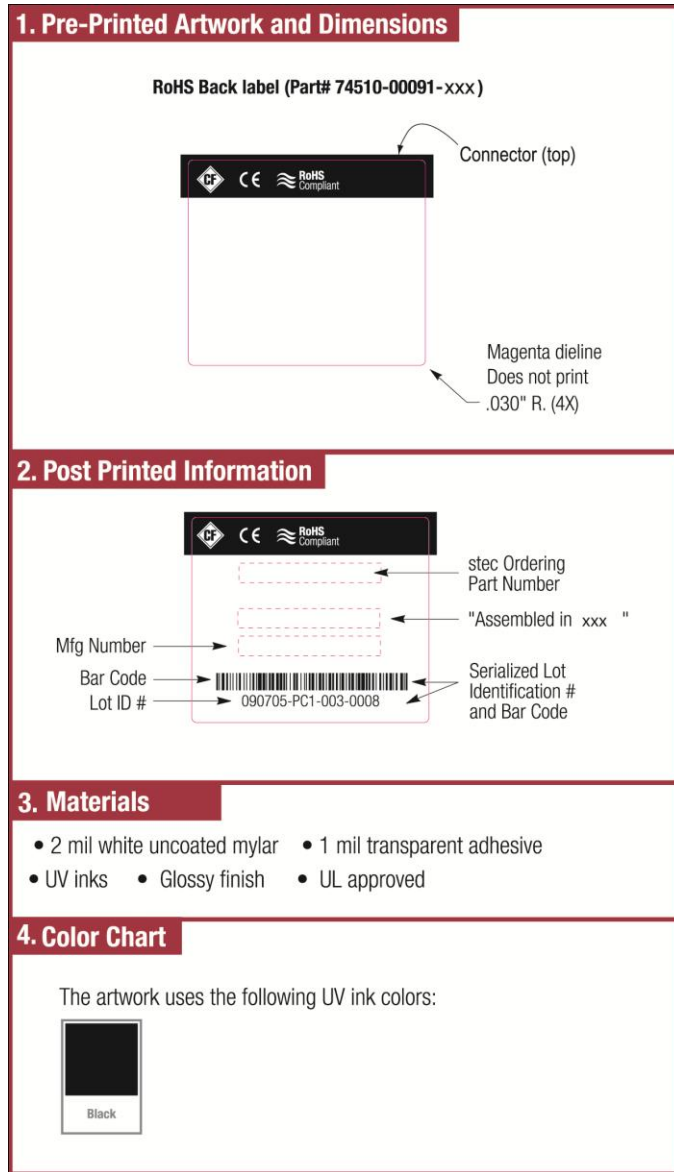 1. Pre-Printed Artwork and Dimensions
RoHS Back label (Part# 74510-00091-xxx)
Connector (top)
CF CE RoHS
Compliant
Magenta dieline
Does not print
.030" R. (4X)
2. Post Printed Information
CF CE RoHS
Compliant
stec Ordering
Part Number
"Assembled in xxx "
Mfg Number
Bar Code
Lot ID #
090705-PC1-003-0008
Serialized Lot
Identification #
and Bar Code
3. Materials
• 2 mil white uncoated mylar • 1 mil transparent adhesive
• UV inks • Glossy finish • UL approved
4. Color Chart
The artwork uses the following UV ink colors:
Black